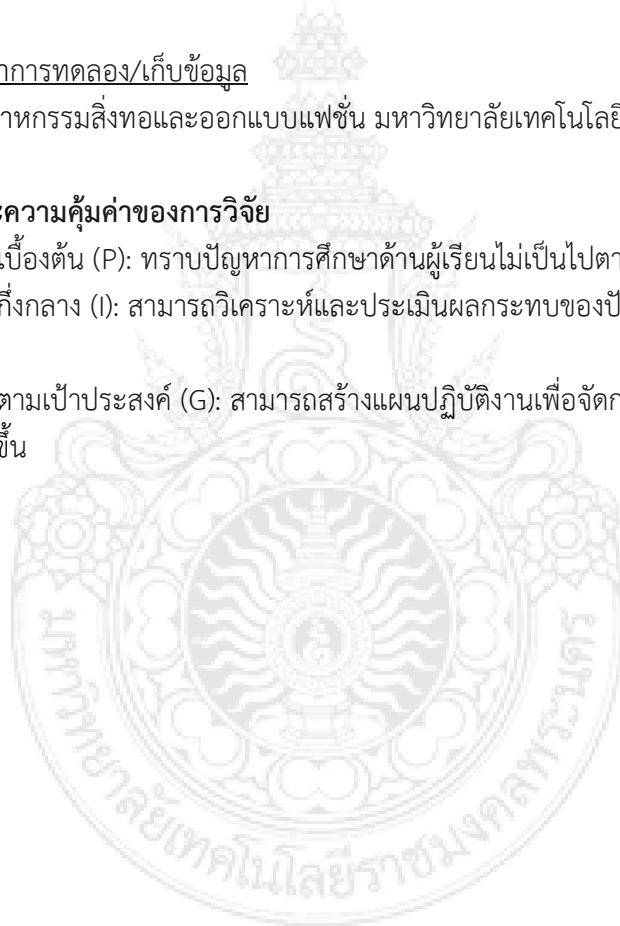 าการทดลอง/เก็บข้อมูล
าหกรรมสิ่งทอและออกแบบแฟชั่น มหาวิทยาลัยเทคโนโลยี
ะความคุ้มค่าของการวิจัย
เบื้องต้น (P): ทราบปัญหาการศึกษาด้านผู้เรียนไม่เป็นไปตา
กึ่งกลาง (I): สามารถวิเคราะห์และประเมินผลกระทบของปั
ตามเป้าประสงค์ (G): สามารถสร้างแผนปฏิบัติงานเพื่อจัดก
ขึ้น
มหาวิทยาลัยเทคโนโลยีราชมงคลพระนคร